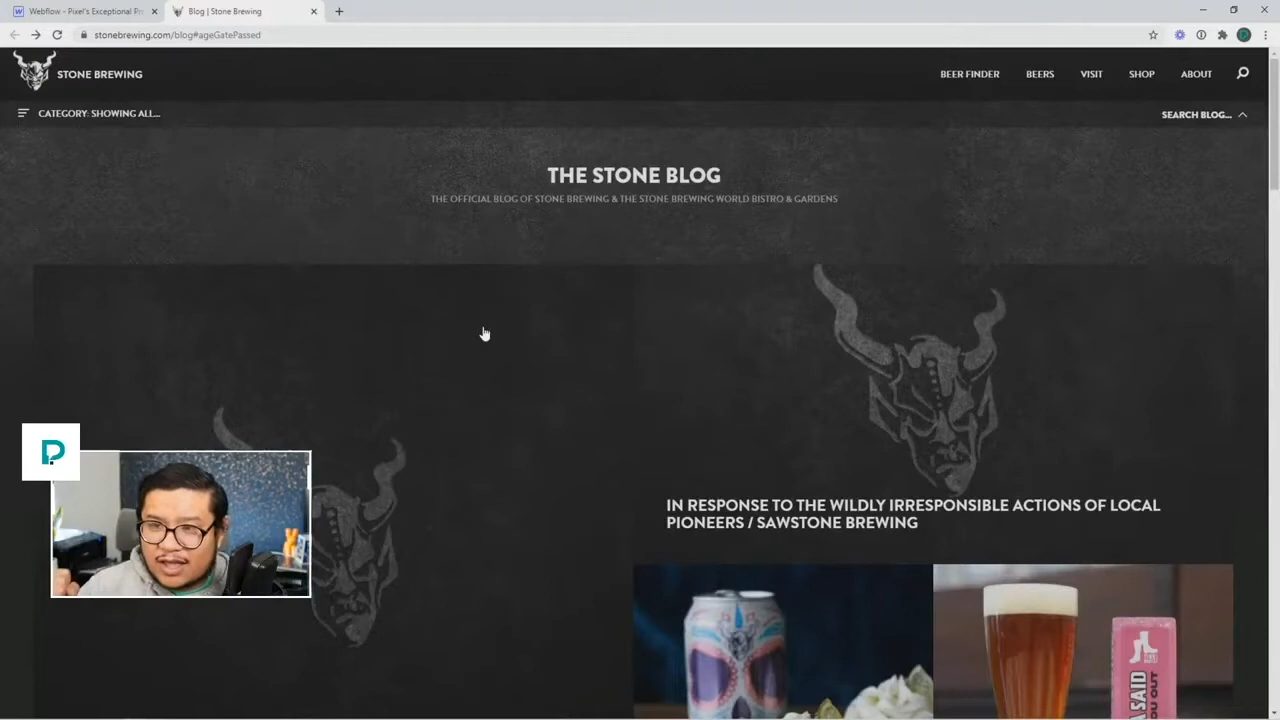 Webflow - Pixel's Exceptional Pr
Blog | Stone Brewing
stonebrewing.com/blog#ageGatePassed
STONE BREWING
BEER FINDER
BEERS
VISIT
SHOP
ABOUT
CATEGORY: SHOWING ALL...
SEARCH BLOG...
THE STONE BLOG
THE OFFICIAL BLOG OF STONE BREWING & THE STONE BREWING WORLD BISTRO & GARDENS
IN RESPONSE TO THE WILDLY IRRESPONSIBLE ACTIONS OF LOCAL
PIONEERS / SAWSTONE BREWING